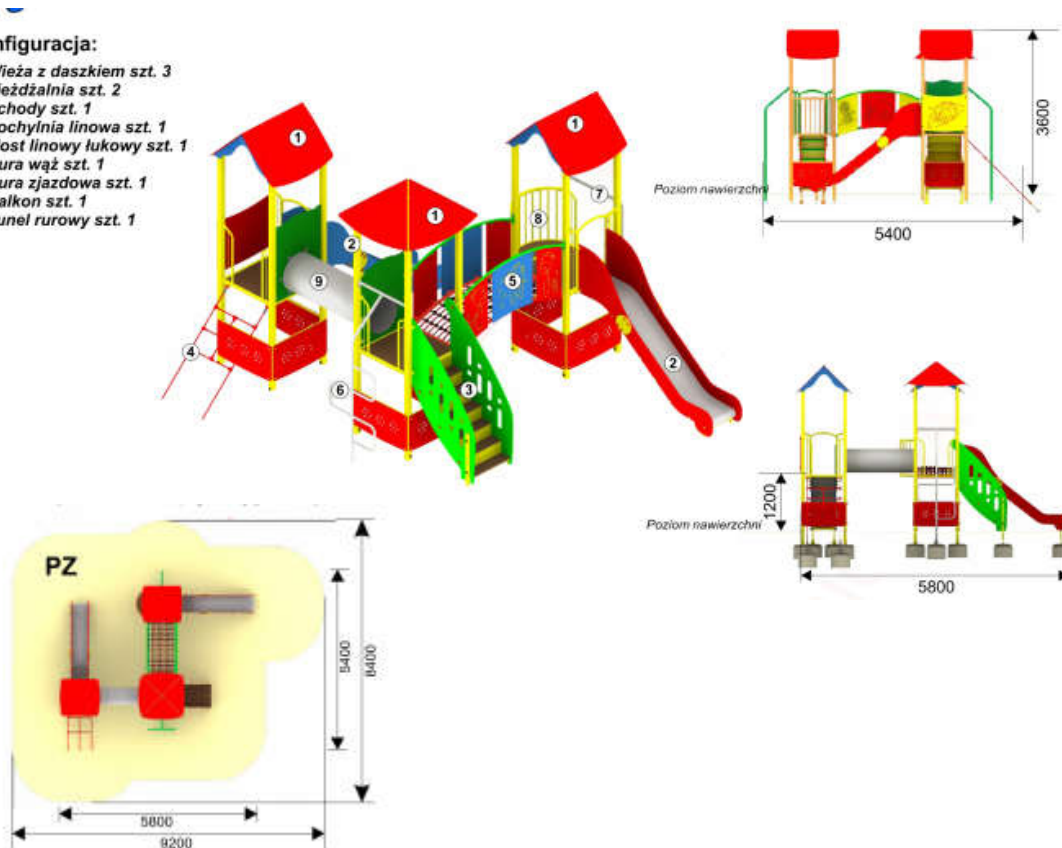 nfiguracja:
ieża z daszkiem szt. 3
jeżdżalnia szt. 2
chody szt. 1
ochylnia linowa szt. 1
ost linowy łukowy szt. 1
ura wąż szt. 1
ura zjazdowa szt. 1
alkon szt. 1
unel rurowy szt. 1
1
1
1
2
7
8
9
5
4
2
6
3
3600
Poziom nawierzchni
5400
1200
Poziom nawierzchni
5800
PZ
5400
8400
5800
9200